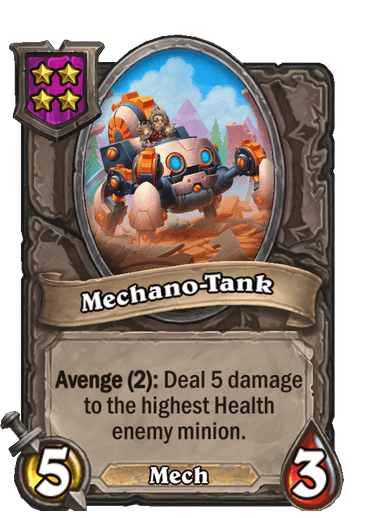 Mechano-Tank
Avenge (2): Deal 5 damage
to the highest Health
enemy minion.
5
Mech
3